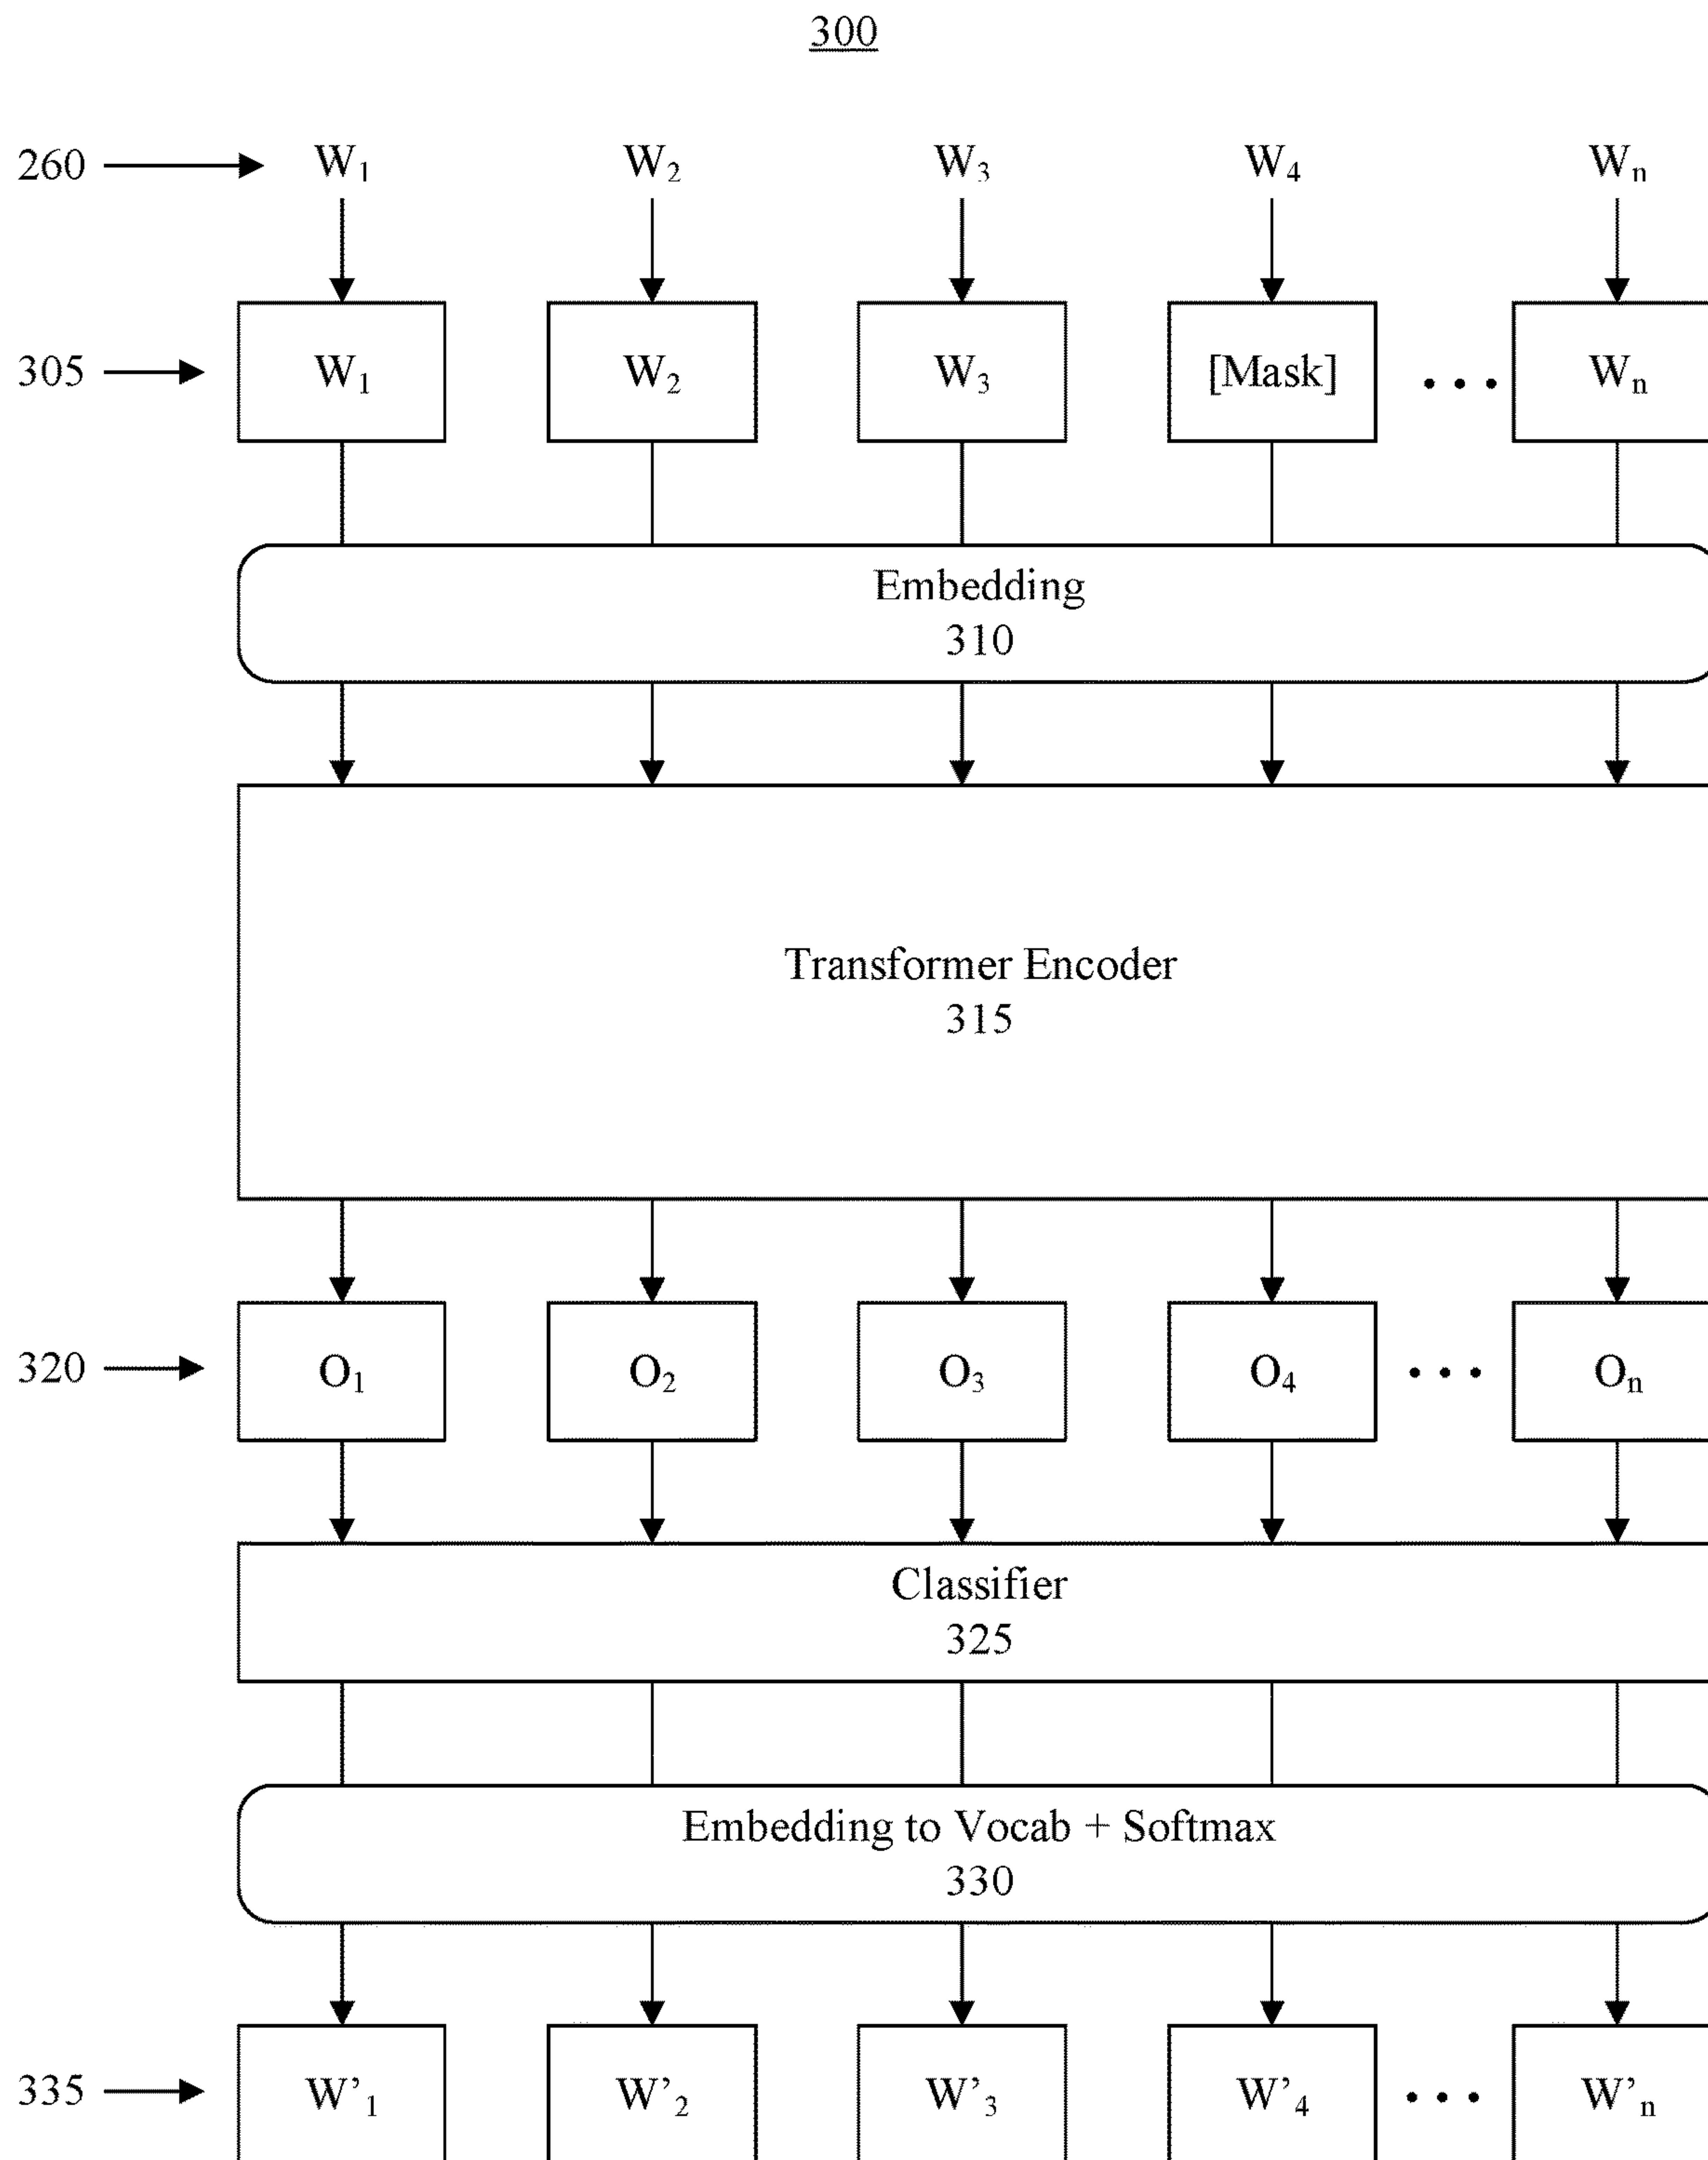 300
260 W₁ W₂ W₃ W₄ Wₙ
305 W₁ W₂ W₃ [Mask] ... Wₙ
Embedding
310
Transformer Encoder
315
320 O₁ O₂ O₃ O₄ ... Oₙ
Classifier
325
Embedding to Vocab + Softmax
330
335 W’₁ W’₂ W’₃ W’₄ ... W’ₙ